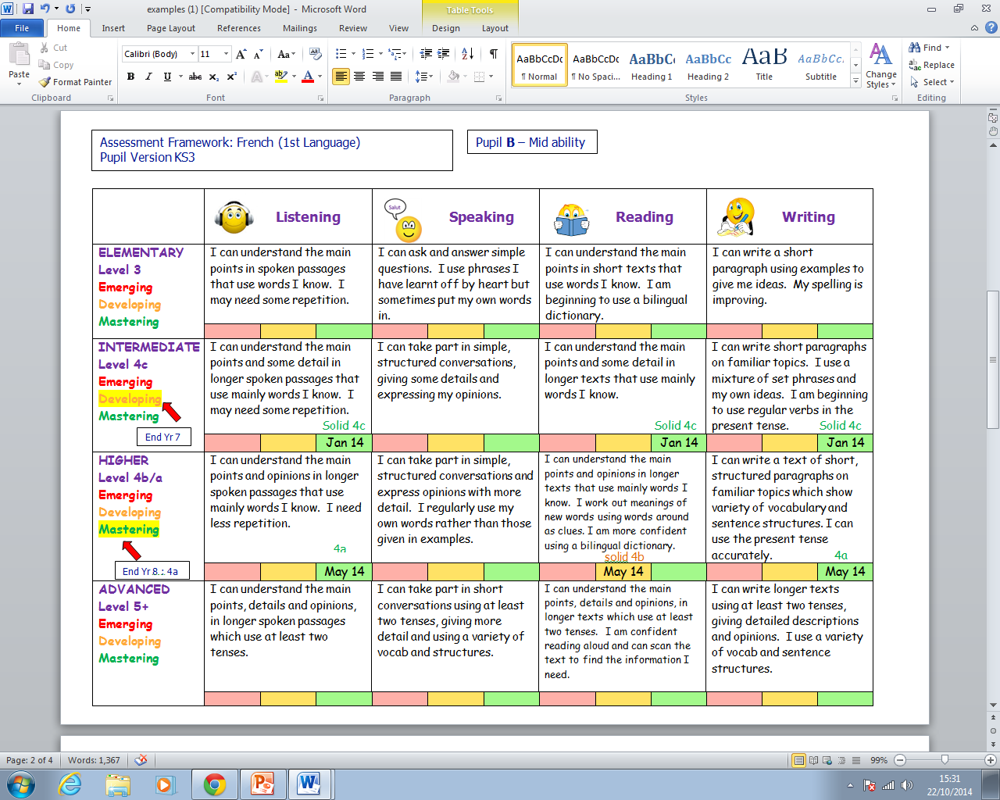 examples (1) [Compatibility Mode] - Microsoft Word
Table Tools
File Home Insert Page Layout References Mailings Review View Design Layout
Paste
Cut
Copy
Format Painter
Clipboard
Calibri (Body) 11
Font
Paragraph
AaBbCcDc AaBbCcDc AaBbCc AaBbCc AaB AaBbCc.
¶ Normal ¶ No Spaci... Heading 1 Heading 2 Title Subtitle
Change
Styles
Styles
Find
Replace
Select
Editing
Assessment Framework: French (1st Language)
Pupil Version KS3
Pupil B – Mid ability
Listening
Salut
Speaking
Reading
Writing
ELEMENTARY
Level 3
Emerging
Developing
Mastering
I can understand the main
points in spoken passages
that use words I know. I
may need some repetition.
I can ask and answer simple
questions. I use phrases I
have learnt off by heart but
sometimes put my own words
in.
I can understand the main
points in short texts that
use words I know. I am
beginning to use a bilingual
dictionary.
I can write a short
paragraph using examples to
give me ideas. My spelling is
improving.
INTERMEDIATE
Level 4c
Emerging
Developing
Mastering
End Yr 7
I can understand the main
points and some detail in
longer spoken passages that
use mainly words I know. I
may need some repetition.
Solid 4c
Jan 14
I can take part in simple,
structured conversations,
giving some details and
expressing my opinions.
I can understand the main
points and some detail in
longer texts that use mainly
words I know.
Solid 4c
Jan 14
I can write short paragraphs
on familiar topics. I use a
mixture of set phrases and
my own ideas. I am beginning
to use regular verbs in the
present tense. Solid 4c
Jan 14
HIGHER
Level 4b/a
Emerging
Developing
Mastering
End Yr 8 : 4a
I can understand the main
points and opinions in longer
spoken passages that use
mainly words I know. I need
less repetition.
4a
May 14
I can take part in simple,
structured conversations and
express opinions with more
detail. I regularly use my
own words rather than those
given in examples.
I can understand the main
points and opinions in longer
texts that use mainly words I
know. I work out meanings of
new words using words around
as clues. I am more confident
using a bilingual dictionary.
solid 4b
May 14
I can write a text of short,
structured paragraphs on
familiar topics which show
variety of vocabulary and
sentence structures. I can
use the present tense
accurately. 4a
May 14
ADVANCED
Level 5+
Emerging
Developing
Mastering
I can understand the main
points, details and opinions,
in longer spoken passages
which use at least two
tenses.
I can take part in short
conversations using at least
two tenses, giving more
detail and using a variety of
vocab and structures.
I can understand the main
points, details and opinions, in
longer texts which use at least
two tenses. I am confident
reading aloud and can scan the
text to find the information I
need.
I can write longer texts
using at least two tenses,
giving detailed descriptions
and opinions. I use a variety
of vocab and sentence
structures.
Page: 2 of 4 Words: 1,367 99%
15:31
22/10/2014